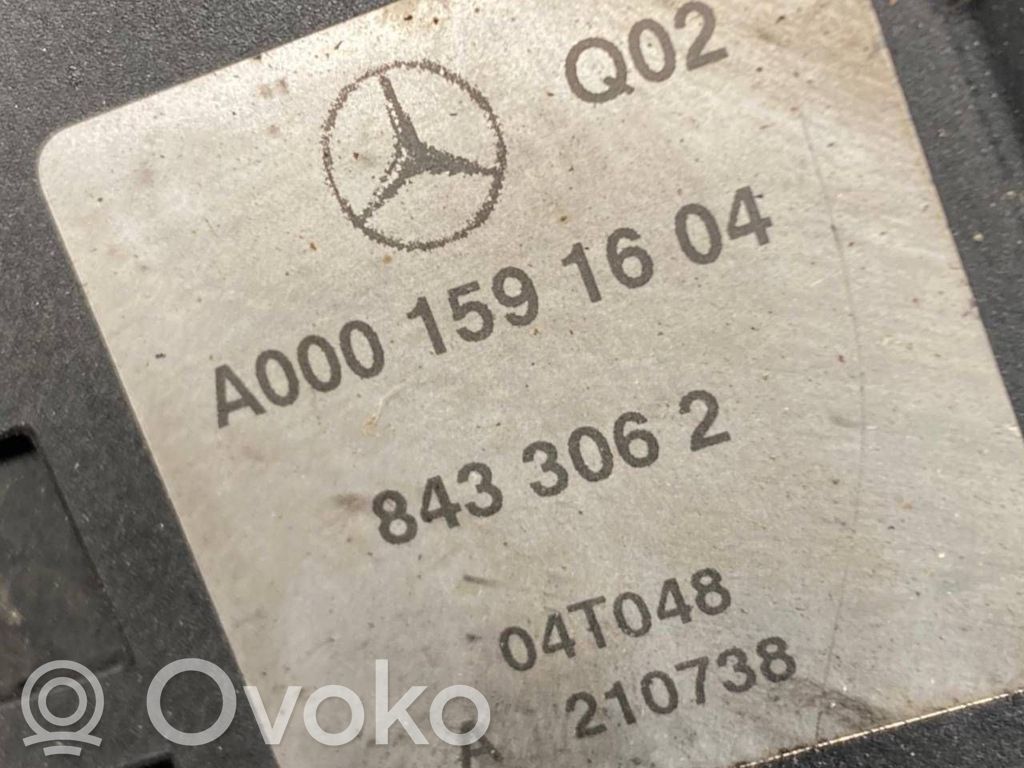 Q02
A000 159 16 04
843 306 2
04T048
A 210738
Ovoko